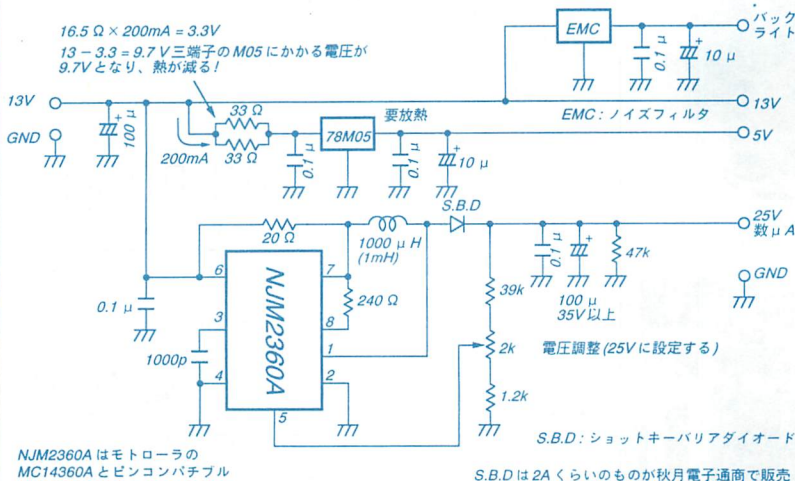 16.5 Ω × 200mA = 3.3V
13 − 3.3 = 9.7 V 三端子の M05 にかかる電圧が
9.7V となり、熱が減る!
EMC
バック
ライト
0.1 μ
10 μ
13V
GND
100 μ
33 Ω
33 Ω
200mA
0.1 μ
78M05
要放熱
0.1 μ
10 μ
EMC : ノイズフィルタ
13V
5V
S.B.D
20 Ω
1000 μ H
(1mH)
25V
数 μ A
0.1 μ
100 μ
35V 以上
47k
GND
NJM2360A
6
7
3
8
4
1
2
5
0.1 μ
1000p
240 Ω
39k
2k
1.2k
電圧調整 (25V に設定する)
NJM2360A はモトローラの
MC14360A とピンコンパチブル
S.B.D : ショットキーバリアダイオード
S.B.D は 2A くらいのものが秋月電子通商で販売